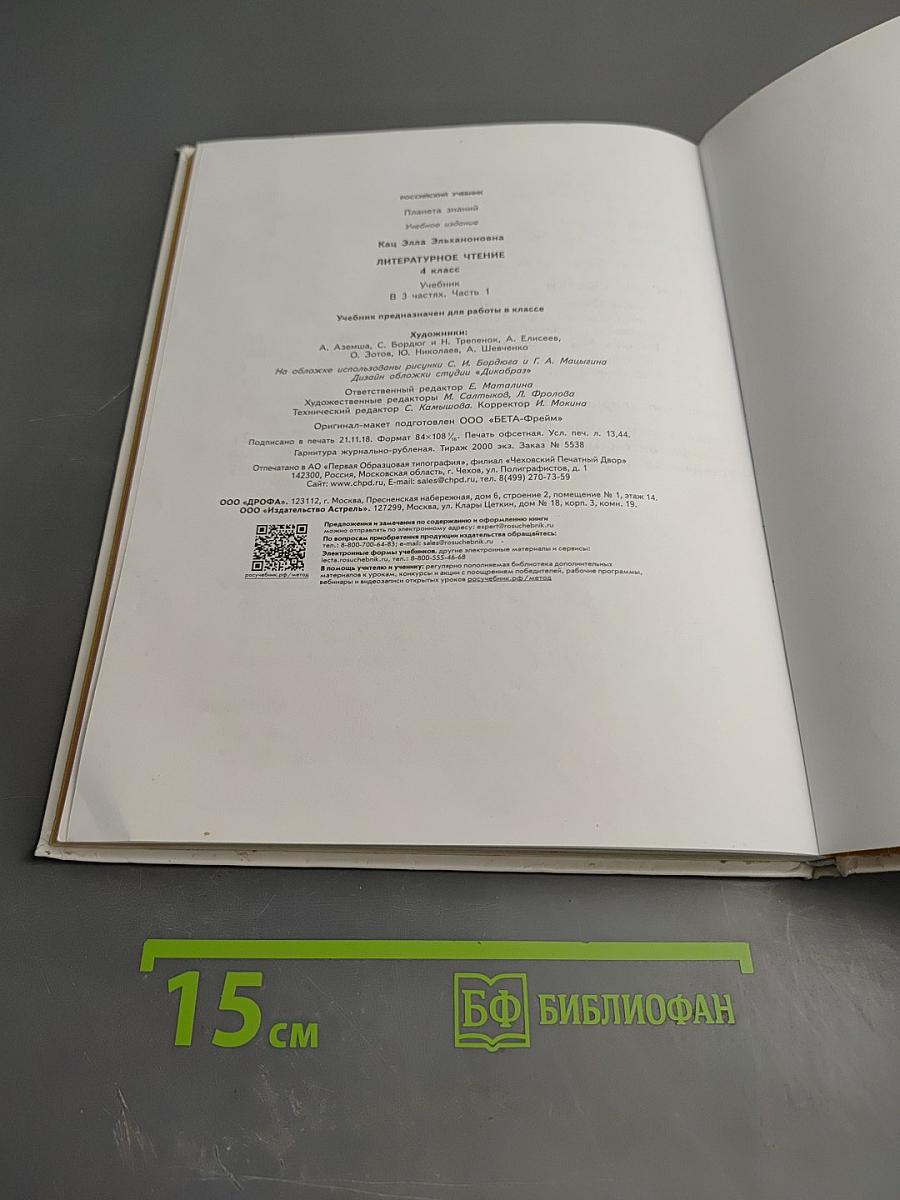 РОССИЙСКИЙ УЧЕБНИК
Планета знаний
Учебное издание
Кац Элла Эльханоновна
ЛИТЕРАТУРНОЕ ЧТЕНИЕ
4 класс
Учебник
В 3 частях. Часть 1
Учебник предназначен для работы в классе
Художники:
А. Аземша, С. Бордюг и Н. Трепенок, А. Елисеев,
О. Зотов, Ю. Николаев, А. Шевченко
На обложке использованы рисунки С. И. Бордюга и Г. А. Мацыгина
Дизайн обложки студии «Дикобраз»
Ответственный редактор Е. Маталина
Художественные редакторы М. Салтыков, Л. Фролова
Технический редактор С. Камышова. Корректор И. Мокина
Оригинал-макет подготовлен ООО «БЕТА-Фрейм»
Подписано в печать 21.11.18. Формат 84×108 1/16. Печать офсетная. Усл. печ. л. 13,44.
Гарнитура журнально-рубленая. Тираж 2000 экз. Заказ № 5538
Отпечатано в АО «Первая Образцовая типография», филиал «Чеховский Печатный Двор»
142300, Россия, Московская область, г. Чехов, ул. Полиграфистов, д. 1
Сайт: www.chpd.ru, E-mail: sales@chpd.ru, тел. 8(499) 270-73-59
ООО «ДРОФА». 123112, г. Москва, Пресненская набережная, дом 6, строение 2, помещение № 1, этаж 14.
ООО «Издательство Астрель». 127299, Москва, ул. Клары Цеткин, дом № 18, корп. 3, комн. 19.
Предложения и замечания по содержанию и оформлению книги
можно отправлять по электронному адресу: expert@rosuchebnik.ru
По вопросам приобретения продукции издательства обращайтесь:
тел.: 8-800-700-64-83; e-mail: sales@rosuchebnik.ru
Электронные формы учебников, другие электронные материалы и сервисы:
lecta.rosuchebnik.ru, тел.: 8-800-555-46-68
В помощь учителю и ученику: регулярно пополняемая библиотека дополнительных
материалов к урокам, конкурсы и акции с поощрением победителей, рабочие программы,
вебинары и видеозаписи открытых уроков росучебник.рф/метод
росучебник.рф/метод
15 см
БФ БИБЛИОФАН